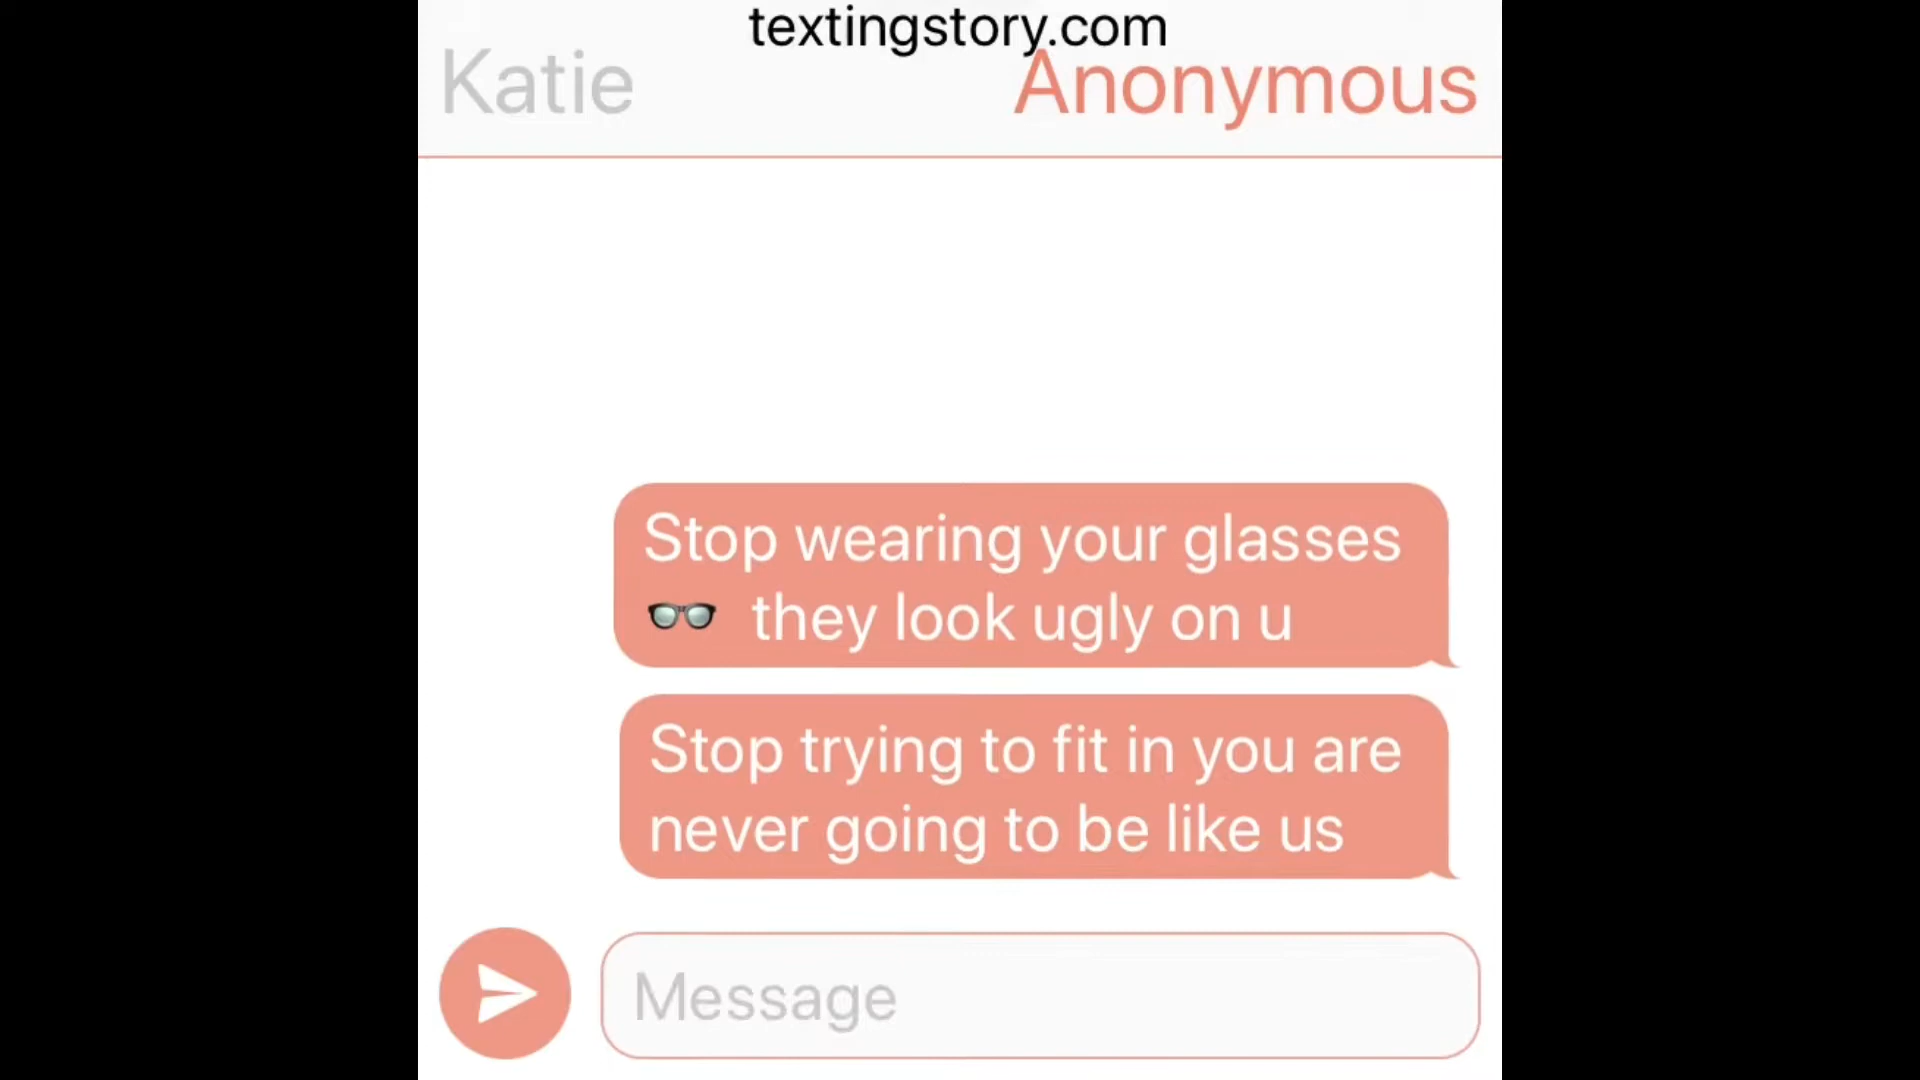 textingstory.com
Katie Anonymous
Stop wearing your glasses
👓 they look ugly on u
Stop trying to fit in you are
never going to be like us
Message